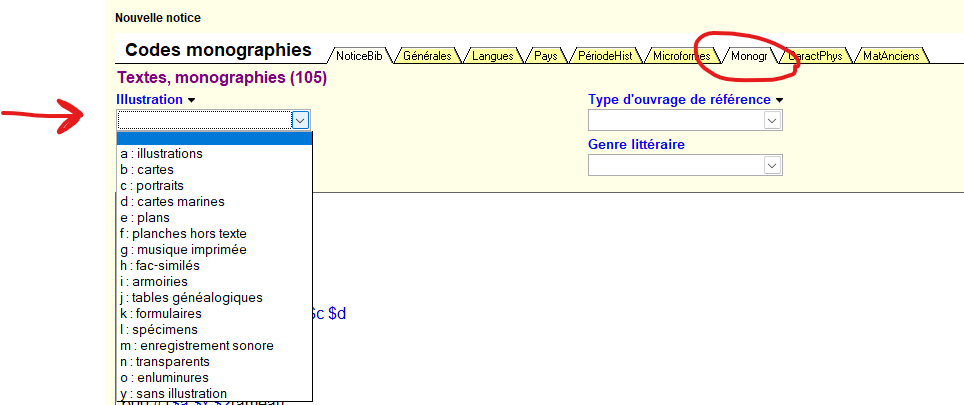 Nouvelle notice
Codes monographies NoticeBib Générales Langues Pays PériodeHist Microformes Monogr CaractPhys MatAnciens
Textes, monographies (105)
Illustration Type d'ouvrage de référence
Genre littéraire
a : illustrations
b : cartes
c : portraits
d : cartes marines
e : plans
f : planches hors texte
g : musique imprimée
h : fac-similés
i : armoiries
j : tables généalogiques
k : formulaires
$c $d
l : spécimens
m : enregistrement sonore
n : transparents
o : enluminures
y : sans illustration